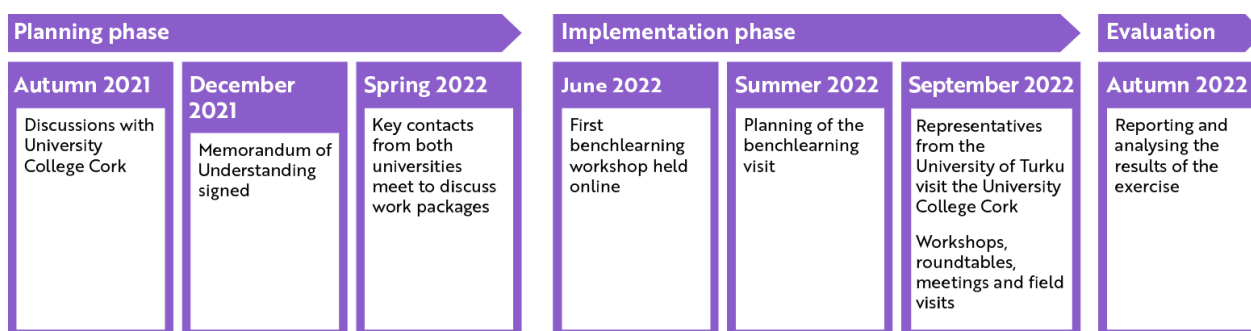 Planning phase
Implementation phase
Evaluation
Autumn 2021
Discussions with
University
College Cork
December
2021
Memorandum of
Understanding
signed
Spring 2022
Key contacts
from both
universities
meet to discuss
work packages
June 2022
First
benchlearning
workshop held
online
Summer 2022
Planning of the
benchlearning
visit
September 2022
Representatives
from the
University of Turku
visit the University
College Cork
Workshops,
roundtables,
meetings and field
visits
Autumn 2022
Reporting and
analysing the
results of the
exercise